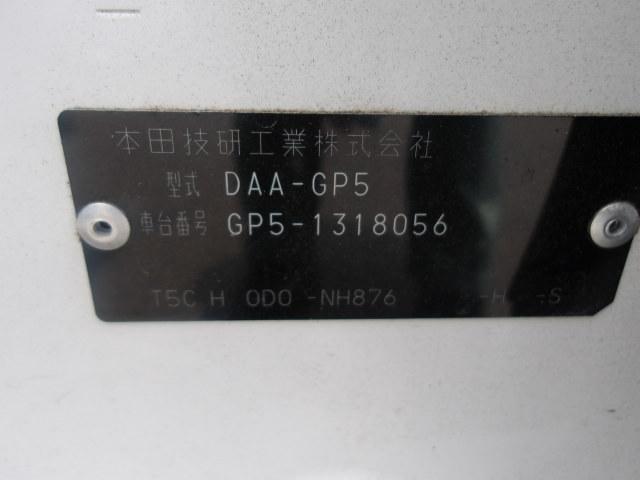 本田技研工業株式会社
型式 DAA-GP5
車台番号 GP5-1318056
T5C H 0D0 -NH876 -H -S